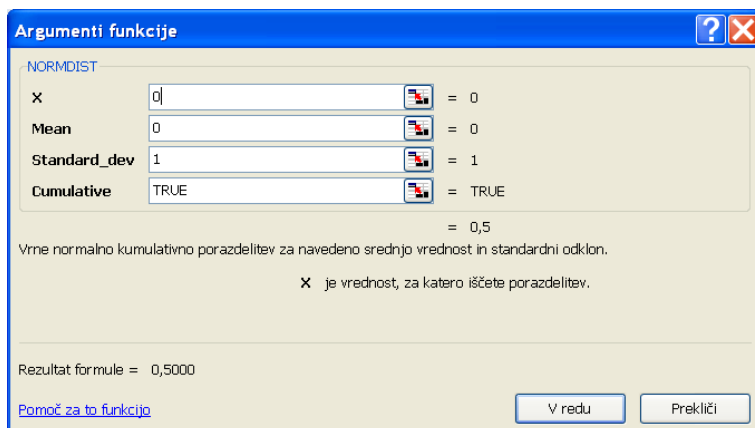 Argumenti funkcije
NORMDIST
X 0 = 0
Mean 0 = 0
Standard_dev 1 = 1
Cumulative TRUE = TRUE
= 0,5
Vrne normalno kumulativno porazdelitev za navedeno srednjo vrednost in standardni odklon.
X je vrednost, za katero iščete porazdelitev.
Rezultat formule = 0,5000
Pomoč za to funkcijo V redu Prekliči